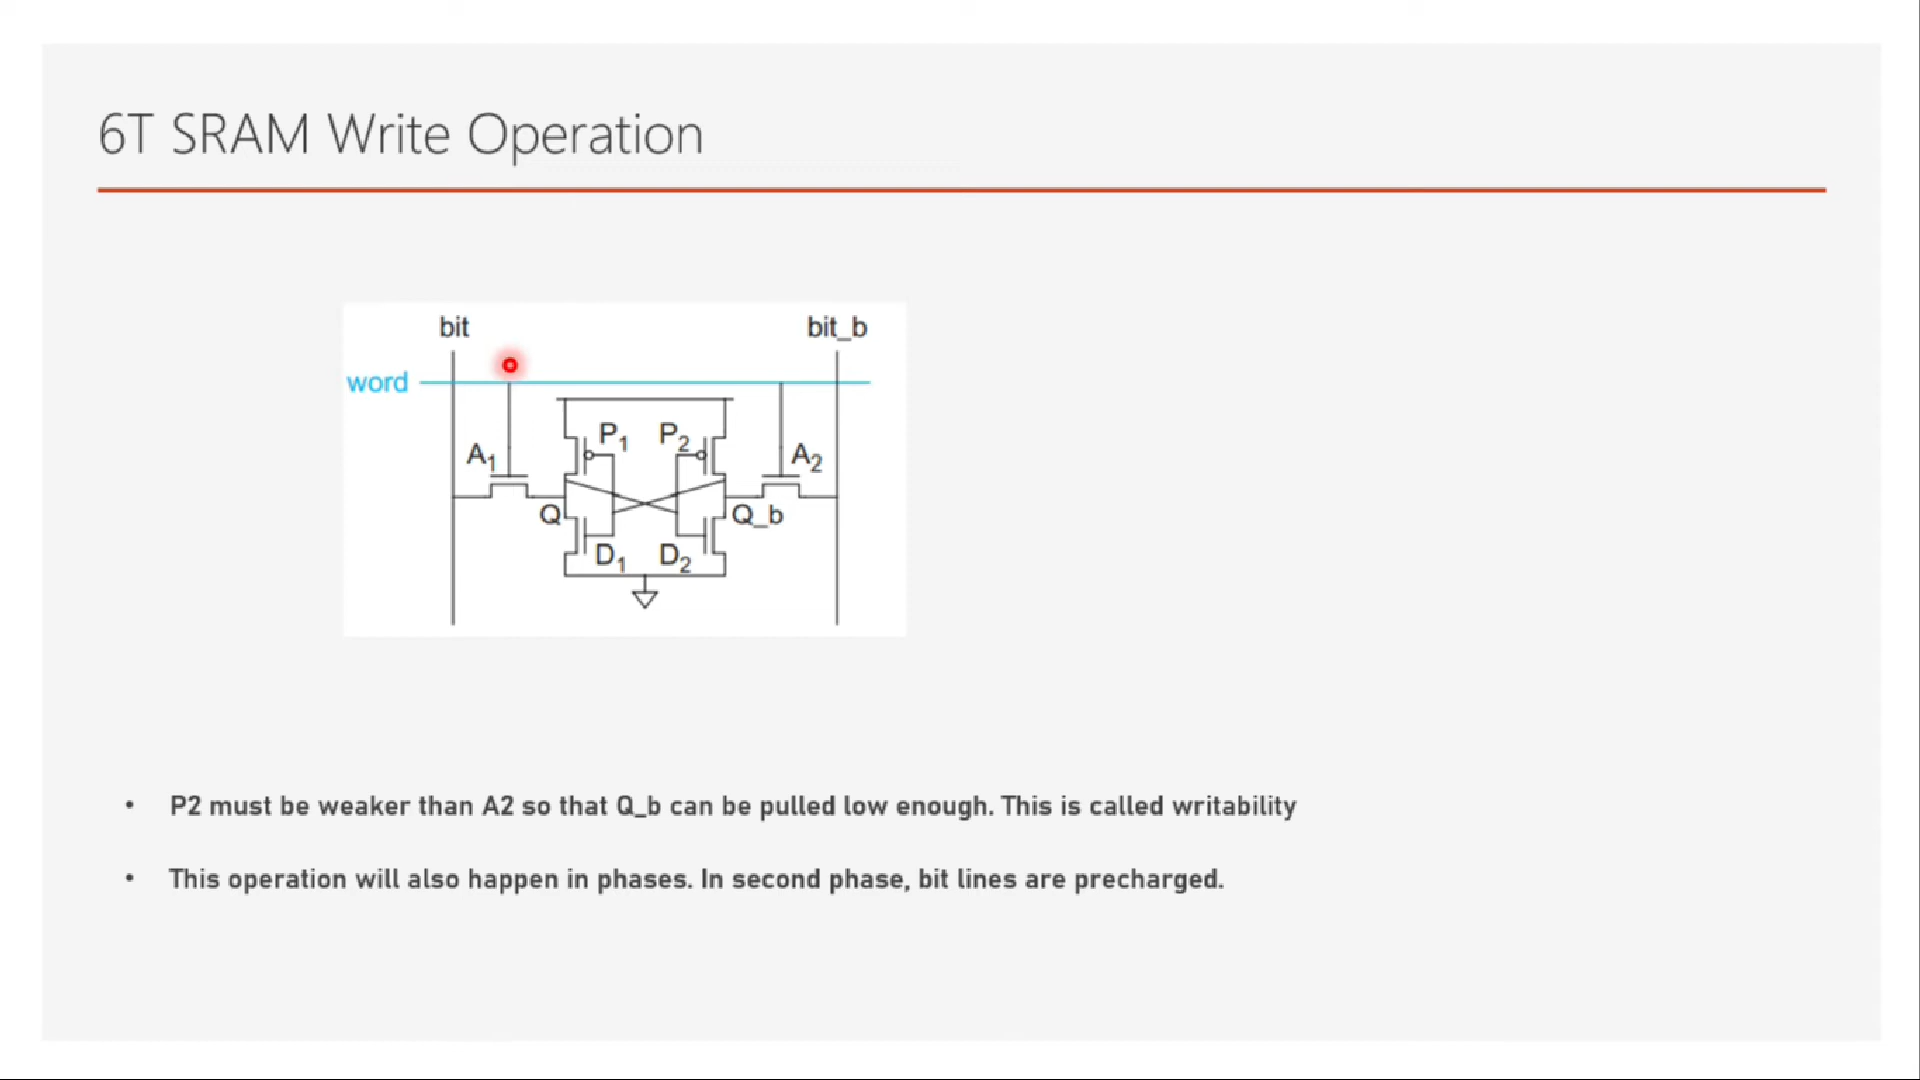 6T SRAM Write Operation
bit
bit_b
word
P1
P2
A1
A2
Q
Q_b
D1
D2
• P2 must be weaker than A2 so that Q_b can be pulled low enough. This is called writability
• This operation will also happen in phases. In second phase, bit lines are precharged.